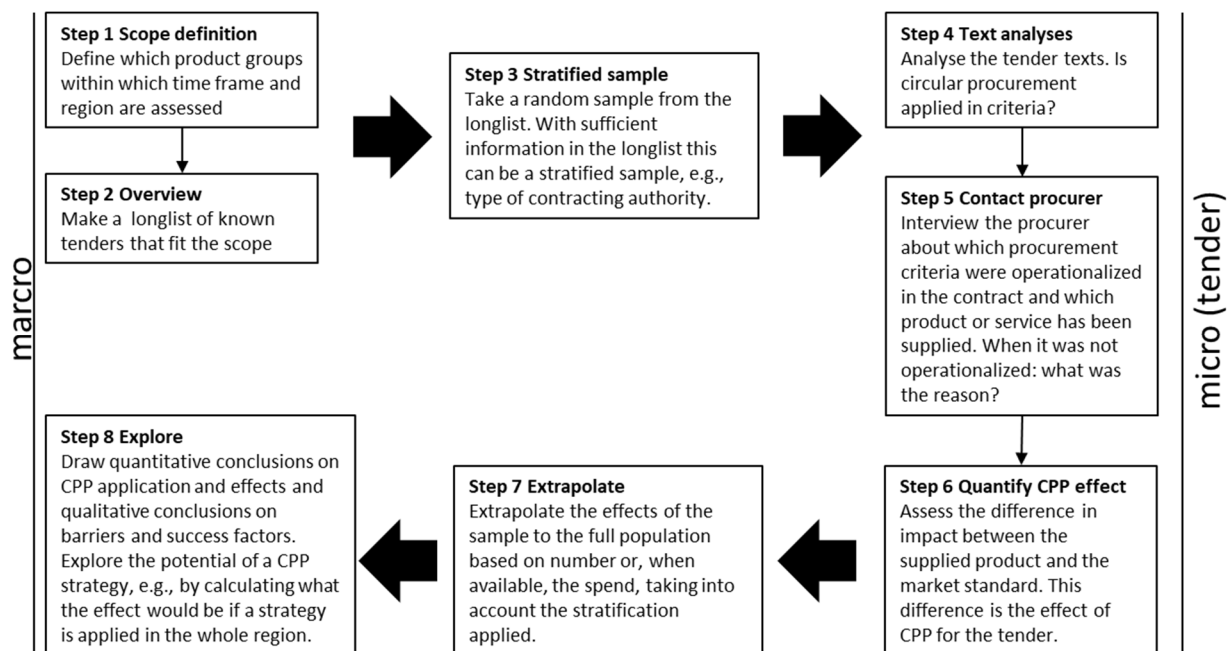 marcro
Step 1 Scope definition
Define which product groups
within which time frame and
region are assessed
Step 2 Overview
Make a longlist of known
tenders that fit the scope
Step 3 Stratified sample
Take a random sample from the
longlist. With sufficient
information in the longlist this
can be a stratified sample, e.g.,
type of contracting authority.
Step 4 Text analyses
Analyse the tender texts. Is
circular procurement
applied in criteria?
Step 5 Contact procurer
Interview the procurer
about which procurement
criteria were operationalized
in the contract and which
product or service has been
supplied. When it was not
operationalized: what was
the reason?
Step 6 Quantify CPP effect
Assess the difference in
impact between the
supplied product and the
market standard. This
difference is the effect of
CPP for the tender.
Step 7 Extrapolate
Extrapolate the effects of the
sample to the full population
based on number or, when
available, the spend, taking into
account the stratification
applied.
Step 8 Explore
Draw quantitative conclusions on
CPP application and effects and
qualitative conclusions on
barriers and success factors.
Explore the potential of a CPP
strategy, e.g., by calculating what
the effect would be if a strategy
is applied in the whole region.
micro (tender)